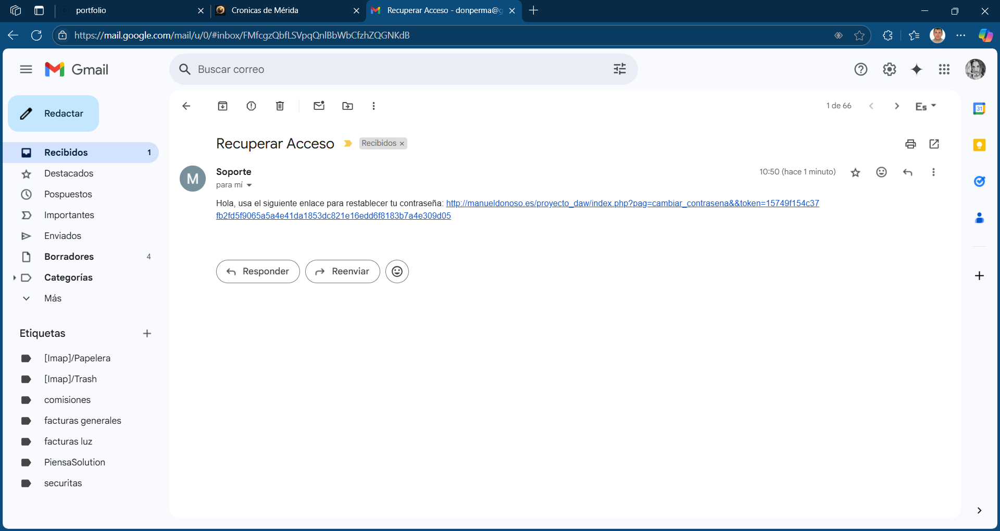 portfolio
Cronicas de Mérida
Recuperar Acceso - donperma@g
https://mail.google.com/mail/u/0/#inbox/FMfcgzQbfLSVpqQnlBbWbCfzhZQGNKdB
Gmail
Buscar correo
Redactar
1 de 66
Es
Recibidos 1
Destacados
Pospuestos
Importantes
Enviados
Borradores 4
Categorías
Más
Etiquetas
[Imap]/Papelera
[Imap]/Trash
comisiones
facturas generales
facturas luz
PiensaSolution
securitas
Recuperar Acceso
Recibidos
M
Soporte
10:50 (hace 1 minuto)
para mí
Hola, usa el siguiente enlace para restablecer tu contraseña: http://manueldonoso.es/proyecto_daw/index.php?pag=cambiar_contrasena&&token=15749f154c37
fb2fd5f9065a5a4e41da1853dc821e16edd6f8183b7a4e309d05
Responder
Reenviar
31